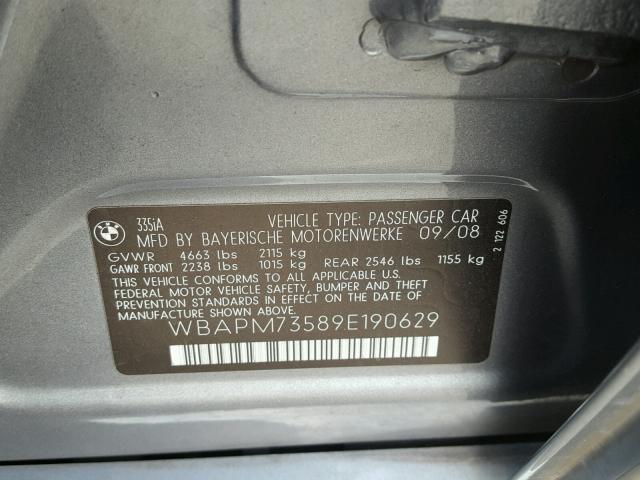 BMW
335iA
VEHICLE TYPE: PASSENGER CAR
MFD BY BAYERISCHE MOTORENWERKE 09/08
GVWR 4663 lbs 2115 kg
GAWR FRONT 2238 lbs 1015 kg REAR 2546 lbs 1155 kg
THIS VEHICLE CONFORMS TO ALL APPLICABLE
FEDERAL MOTOR VEHICLE SAFETY, BUMPER AND THEFT
PREVENTION STANDARDS IN EFFECT ON THE DATE OF
MANUFACTURE SHOWN ABOVE.
WBAPM73589E190629
2 122 606